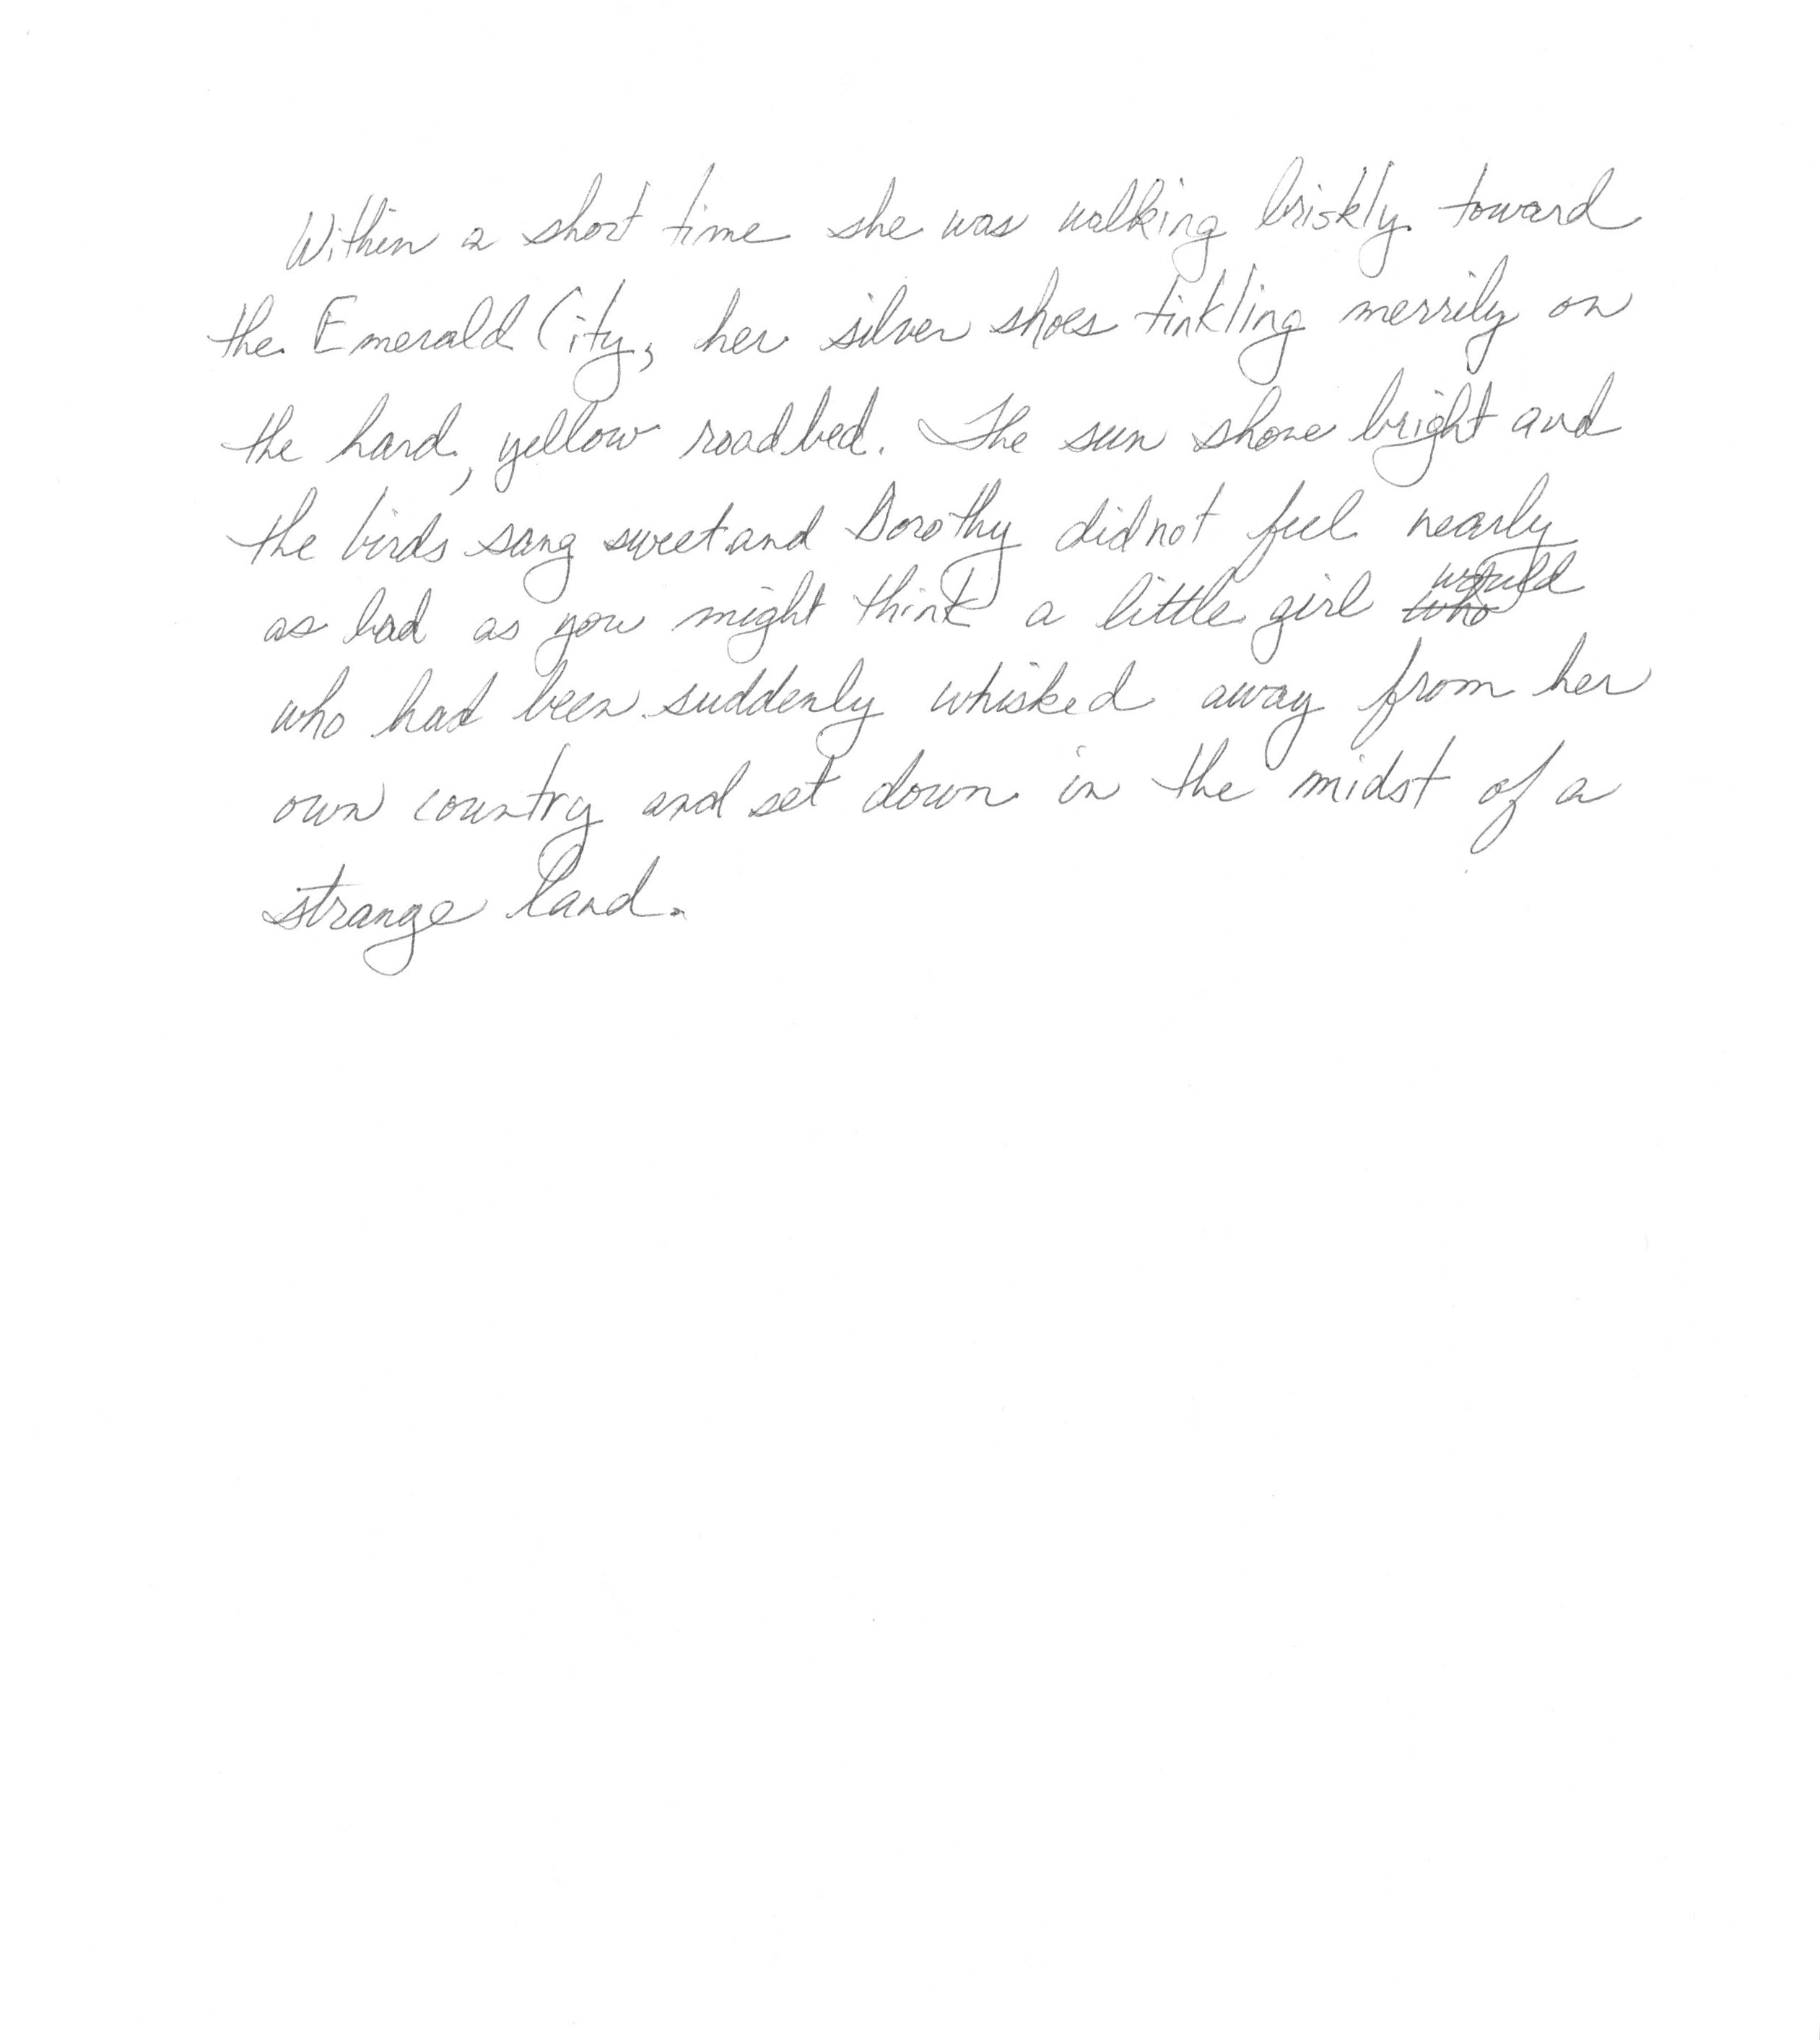 Within a short time she was walking briskly toward
the Emerald City, her silver shoes tinkling merrily on
the hard, yellow roadbed. The sun shone bright and
the birds sang sweet and Dorothy did not feel nearly
as bad as you might think a little girl would
who had been suddenly whisked away from her
own country and set down in the midst of a
strange land.